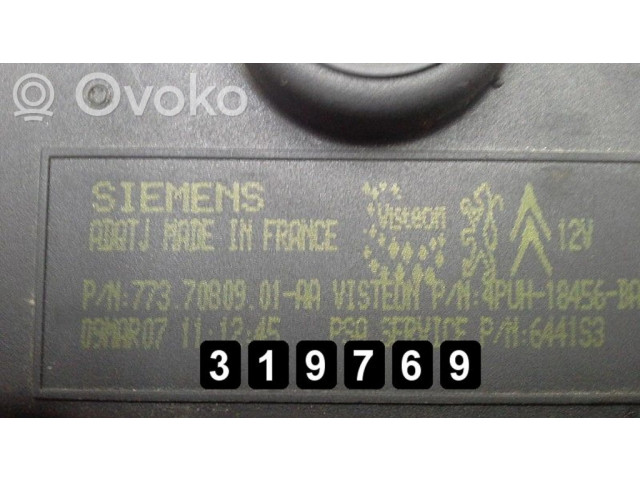 Ovoko
SIEMENS
Visteon
12V
ADQTJ MADE IN FRANCE
P/N:773.70809.01-AA VISTEON P/N:4PUH-18456-BA
09MAR07 11:12:45 PSA SERVICE P/N:6441S3
319769